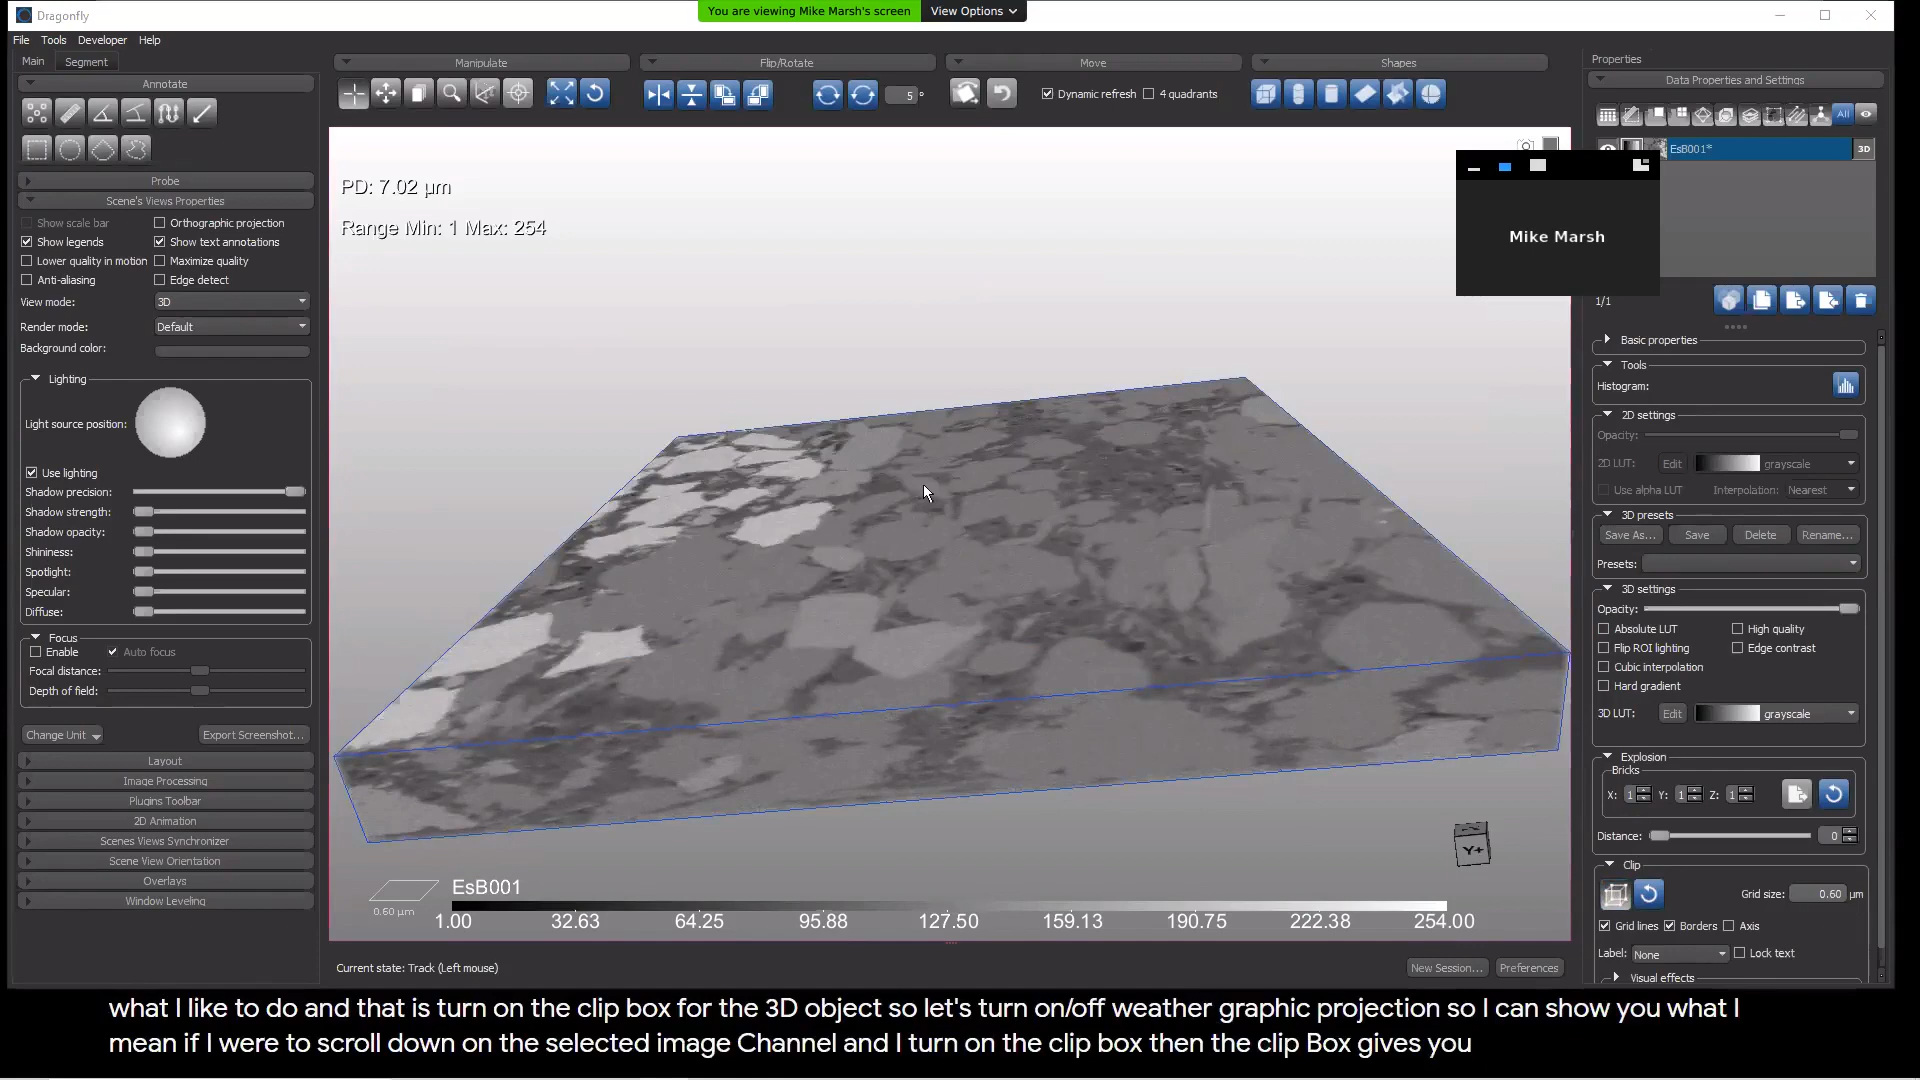 Dragonfly
You are viewing Mike Marsh's screen
View Options
File Tools Developer Help
Main Segment
Annotate
Probe
Scene's Views Properties
Show scale bar
Orthographic projection
Show legends
Show text annotations
Lower quality in motion
Maximize quality
Anti-aliasing
Edge detect
View mode: 3D
Render mode: Default
Background color:
Lighting
Light source position:
Use lighting
Shadow precision:
Shadow strength:
Shadow opacity:
Shininess:
Spotlight:
Specular:
Diffuse:
Focus
Enable
Auto focus
Focal distance:
Depth of field:
Change Unit
Export Screenshot...
Layout
Image Processing
Plugins Toolbar
2D Animation
Scenes Views Synchronizer
Scene View Orientation
Overlays
Window Leveling
Manipulate
Flip/Rotate
5 °
Move
Dynamic refresh
4 quadrants
Shapes
PD: 7.02 µm
Range Min: 1 Max: 254
Mike Marsh
Y+
EsB001
0.60 µm
1.00 32.63 64.25 95.88 127.50 159.13 190.75 222.38 254.00
Current state: Track (Left mouse)
New Session...
Preferences
Properties
Data Properties and Settings
All
EsB001*
3D
1/1
Basic properties
Tools
Histogram:
2D settings
Opacity:
2D LUT: Edit grayscale
Use alpha LUT
Interpolation: Nearest
3D presets
Save As... Save Delete Rename...
Presets:
3D settings
Opacity:
Absolute LUT
High quality
Flip ROI lighting
Edge contrast
Cubic interpolation
Hard gradient
3D LUT: Edit grayscale
Explosion
Bricks
X: 1 Y: 1 Z: 1
Distance: 0
Clip
Grid size: 0.60 µm
Grid lines
Borders
Axis
Label: None
Lock text
Visual effects
what I like to do and that is turn on the clip box for the 3D object so let's turn on/off weather graphic projection so I can show you what I
mean if I were to scroll down on the selected image Channel and I turn on the clip box then the clip Box gives you